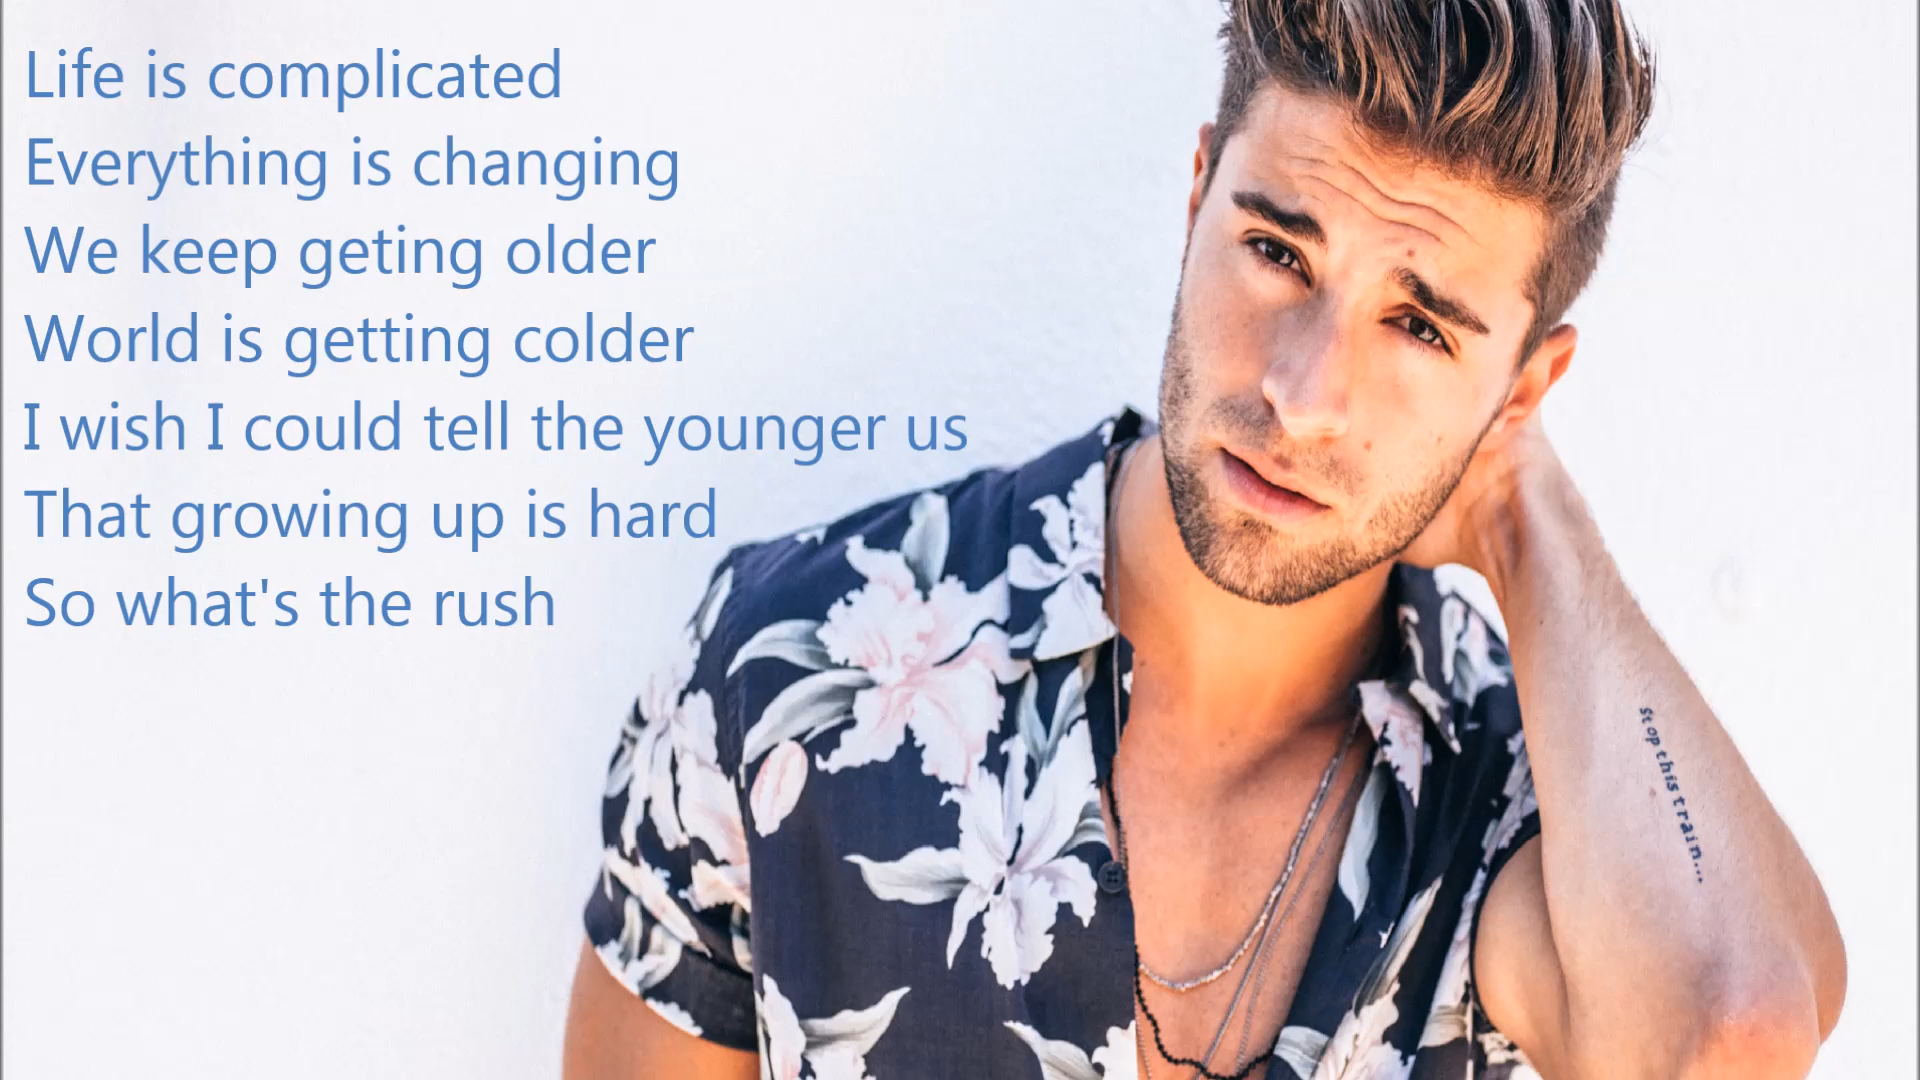 Life is complicated
Everything is changing
We keep geting older
World is getting colder
I wish I could tell the younger us
That growing up is hard
So what's the rush
Stop this train...